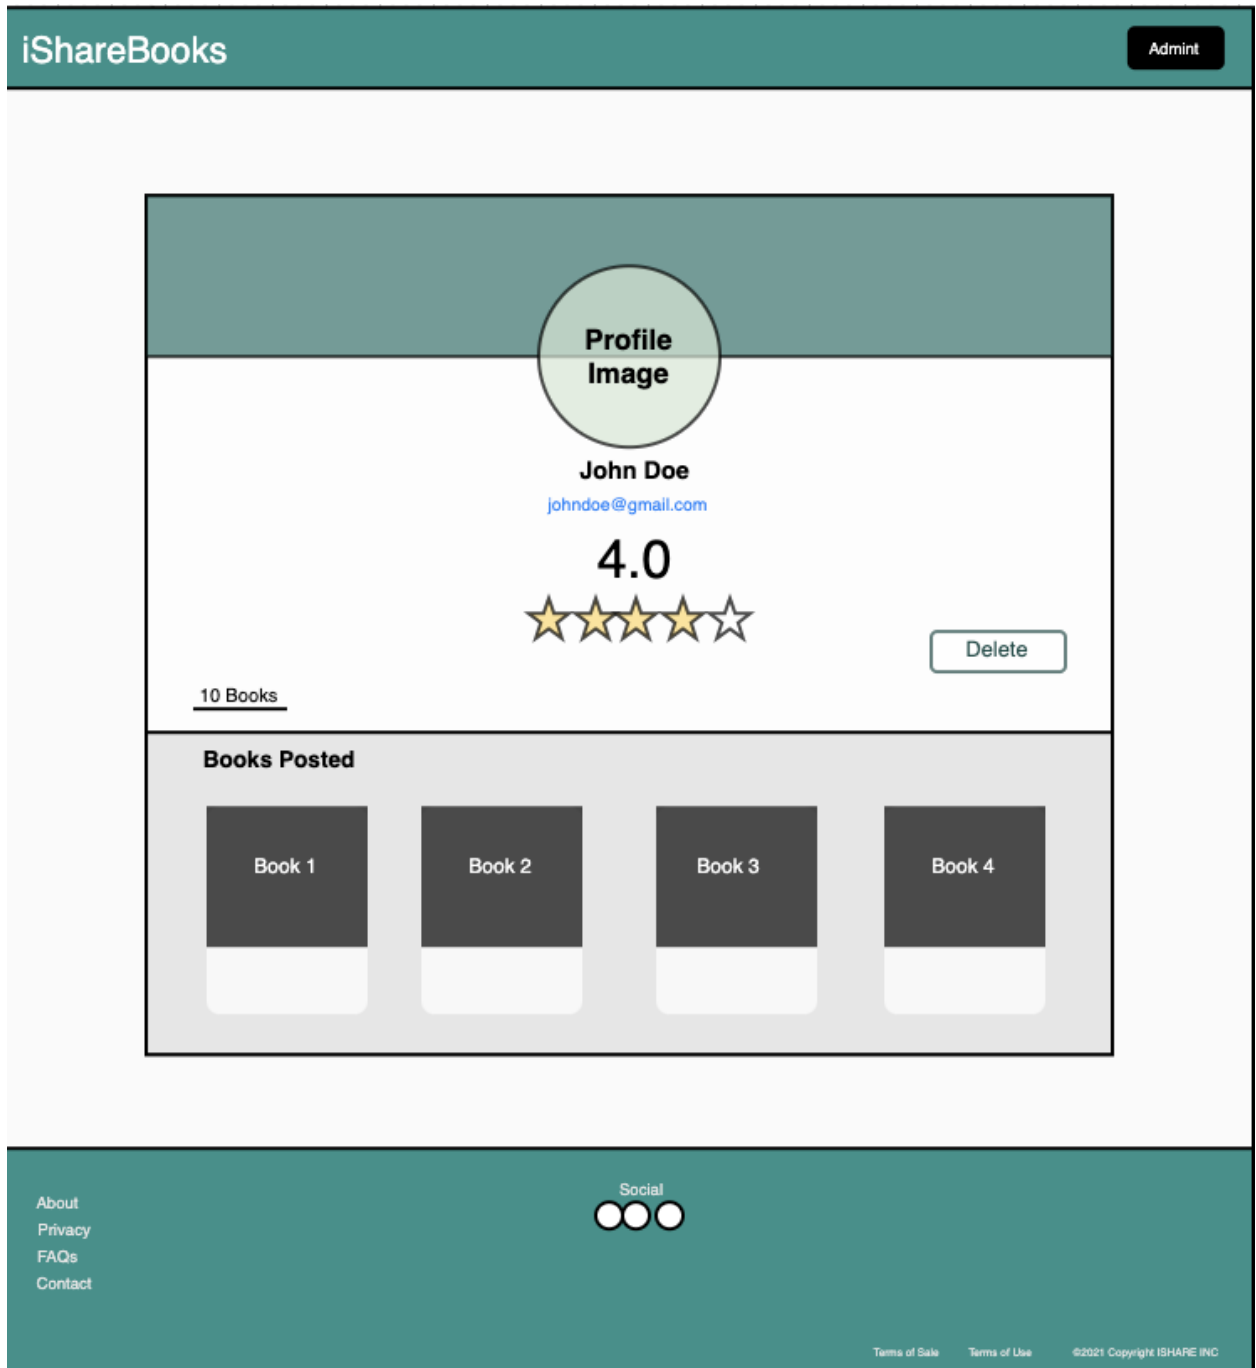 iShareBooks
Admint
Profile
Image
John Doe
johndoe@gmail.com
4.0
Delete
10 Books
Books Posted
Book 1
Book 2
Book 3
Book 4
About
Privacy
FAQs
Contact
Social
Terms of Sale
Terms of Use
©2021 Copyright ISHARE INC